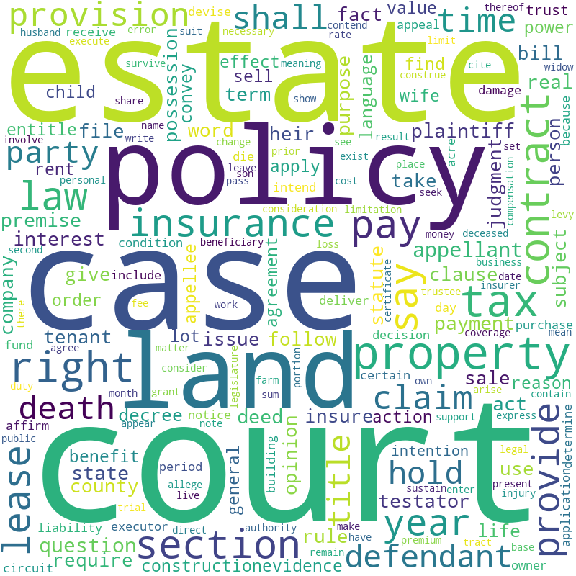 provision
devise
error
shall
fact
value
thereof
time
trust
power
husband
receive
suit
necessary
contend
appeal
limit
execute
rate
bill
estate
survive
meaning
construe
cite
widow
child
possession
convey
effect
sell
term
purpose
language
find
wife
real
damage
share
show
because
entitle
file
name
write
word
heir
change
die
see
apply
result
exist
plaintiff
set
acre
person
involve
party
rent
policy
leave
son
prior
place
judgment
compensation
personal
pass
intend
cost
take
seek
contract
law
premise
insurance
consideration
limitation
pay
levy
second
interest
condition
beneficiary
loss
money
deceased
appellant
business
subject
company
give
include
case
appellee
agreement
say
stature
clause
date
insurer
trustee
order
fee
work
deliver
certificate
day
coverage
mean
there
fund
tenant
agree
lot
issue
follow
decision
payment
purchase
tax
right
land
property
matter
consider
legislature
farm
portion
certain
own
sale
reason
duty
month
grant
sum
claim
arise
contain
death
decree
notice
deed
insure
action
act
support
express
affirm
appear
note
provide
public
benefit
period
general
building
opinion
court
intention
hold
use
legal
application
determine
lease
state
allege
title
testator
sustain
enter
present
county
live
year
injury
trial
executor
authority
make
life
liability
direct
rule
have
premium
tract
base
question
section
remain
defendant
owner
circuit
require
construction
evidence